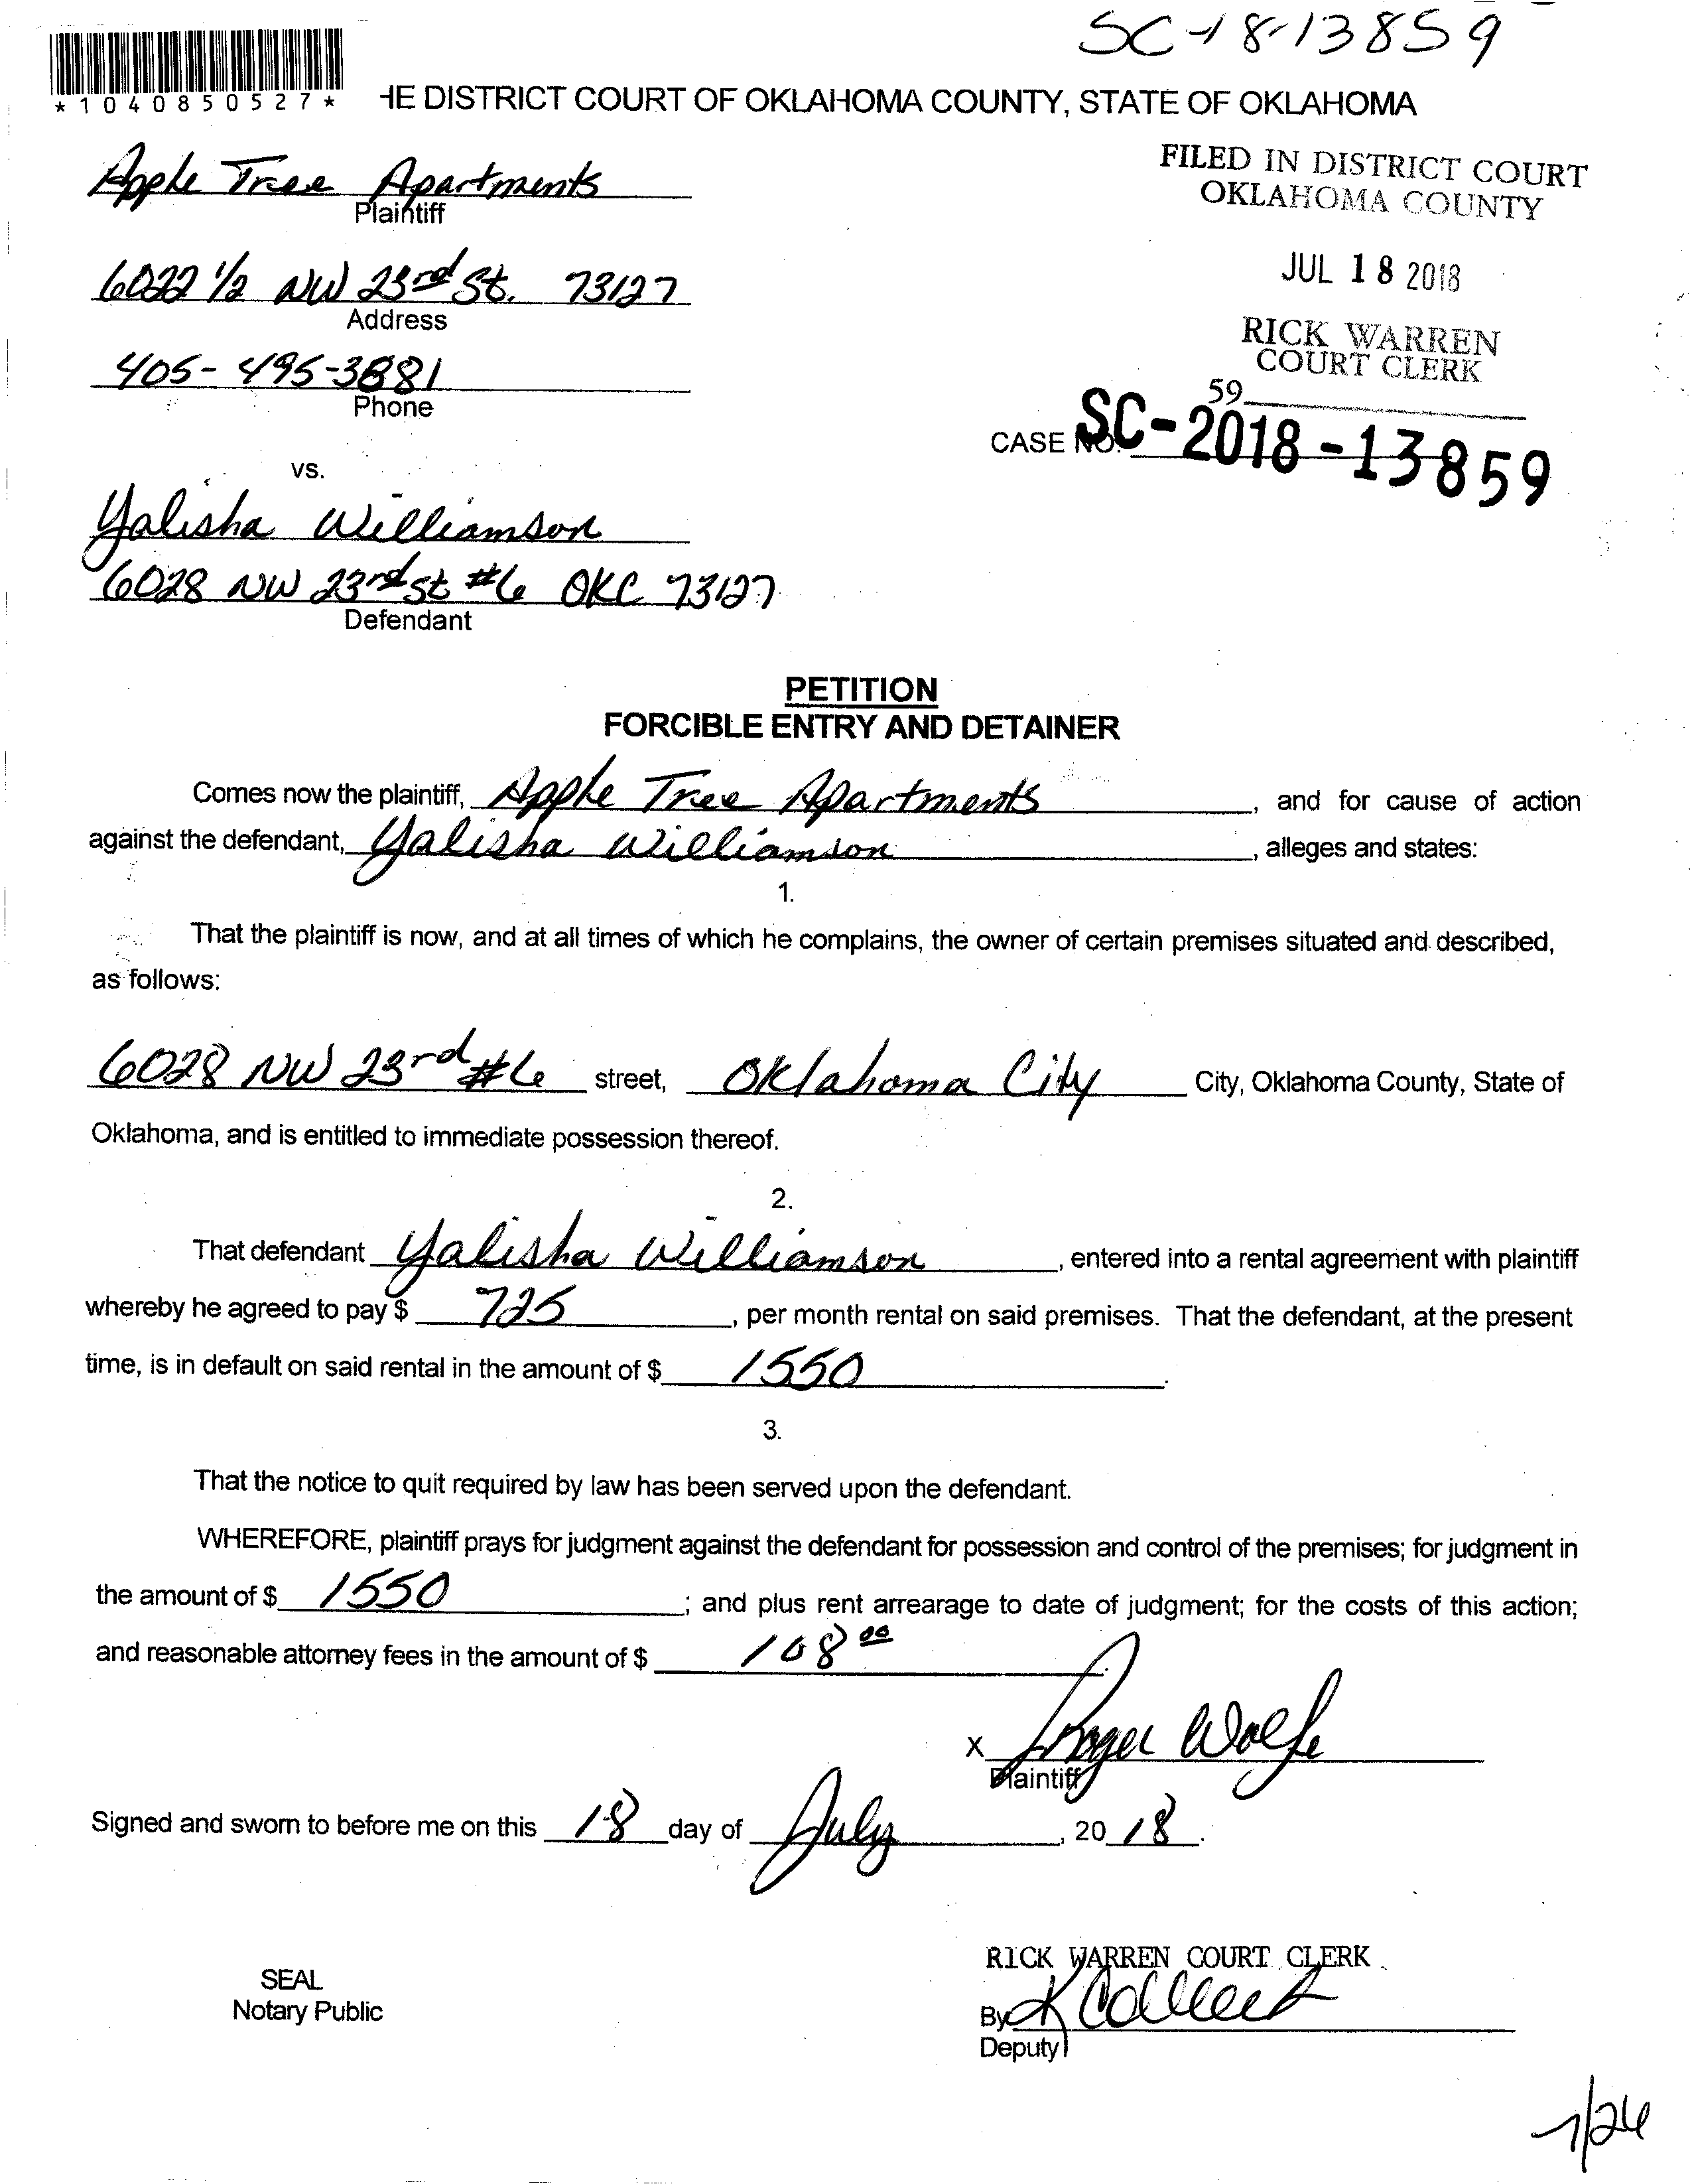 SC-18-13859
*1040850527*
HE DISTRICT COURT OF OKLAHOMA COUNTY, STATE OF OKLAHOMA
Apple Tree Apartments
Plaintiff
FILED IN DISTRICT COURT
OKLAHOMA COUNTY
6022 1/2 NW 23rd St. 73127
Address
JUL 18 2018
405-495-3881
Phone
RICK WARREN
COURT CLERK
59
CASE NO. SC-2018-13859
vs.
Yalisha Williamson
6028 NW 23rd St #6 OKC 73127
Defendant
PETITION
FORCIBLE ENTRY AND DETAINER
Comes now the plaintiff, Apple Tree Apartments, and for cause of action
against the defendant, Yalisha Williamson, alleges and states:
1.
That the plaintiff is now, and at all times of which he complains, the owner of certain premises situated and described,
as follows:
6028 NW 23rd #6 street, Oklahoma City City, Oklahoma County, State of
Oklahoma, and is entitled to immediate possession thereof.
2.
That defendant Yalisha Williamson, entered into a rental agreement with plaintiff
whereby he agreed to pay $ 725, per month rental on said premises. That the defendant, at the present
time, is in default on said rental in the amount of $ 1550.
3.
That the notice to quit required by law has been served upon the defendant.
WHEREFORE, plaintiff prays for judgment against the defendant for possession and control of the premises; for judgment in
the amount of $ 1550; and plus rent arrearage to date of judgment; for the costs of this action;
and reasonable attorney fees in the amount of $ 108 00.
X Roger Wolfe
Plaintiff
Signed and sworn to before me on this 18 day of July, 20 18.
RICK WARREN COURT CLERK
SEAL
Notary Public
By K
Deputy
7/26